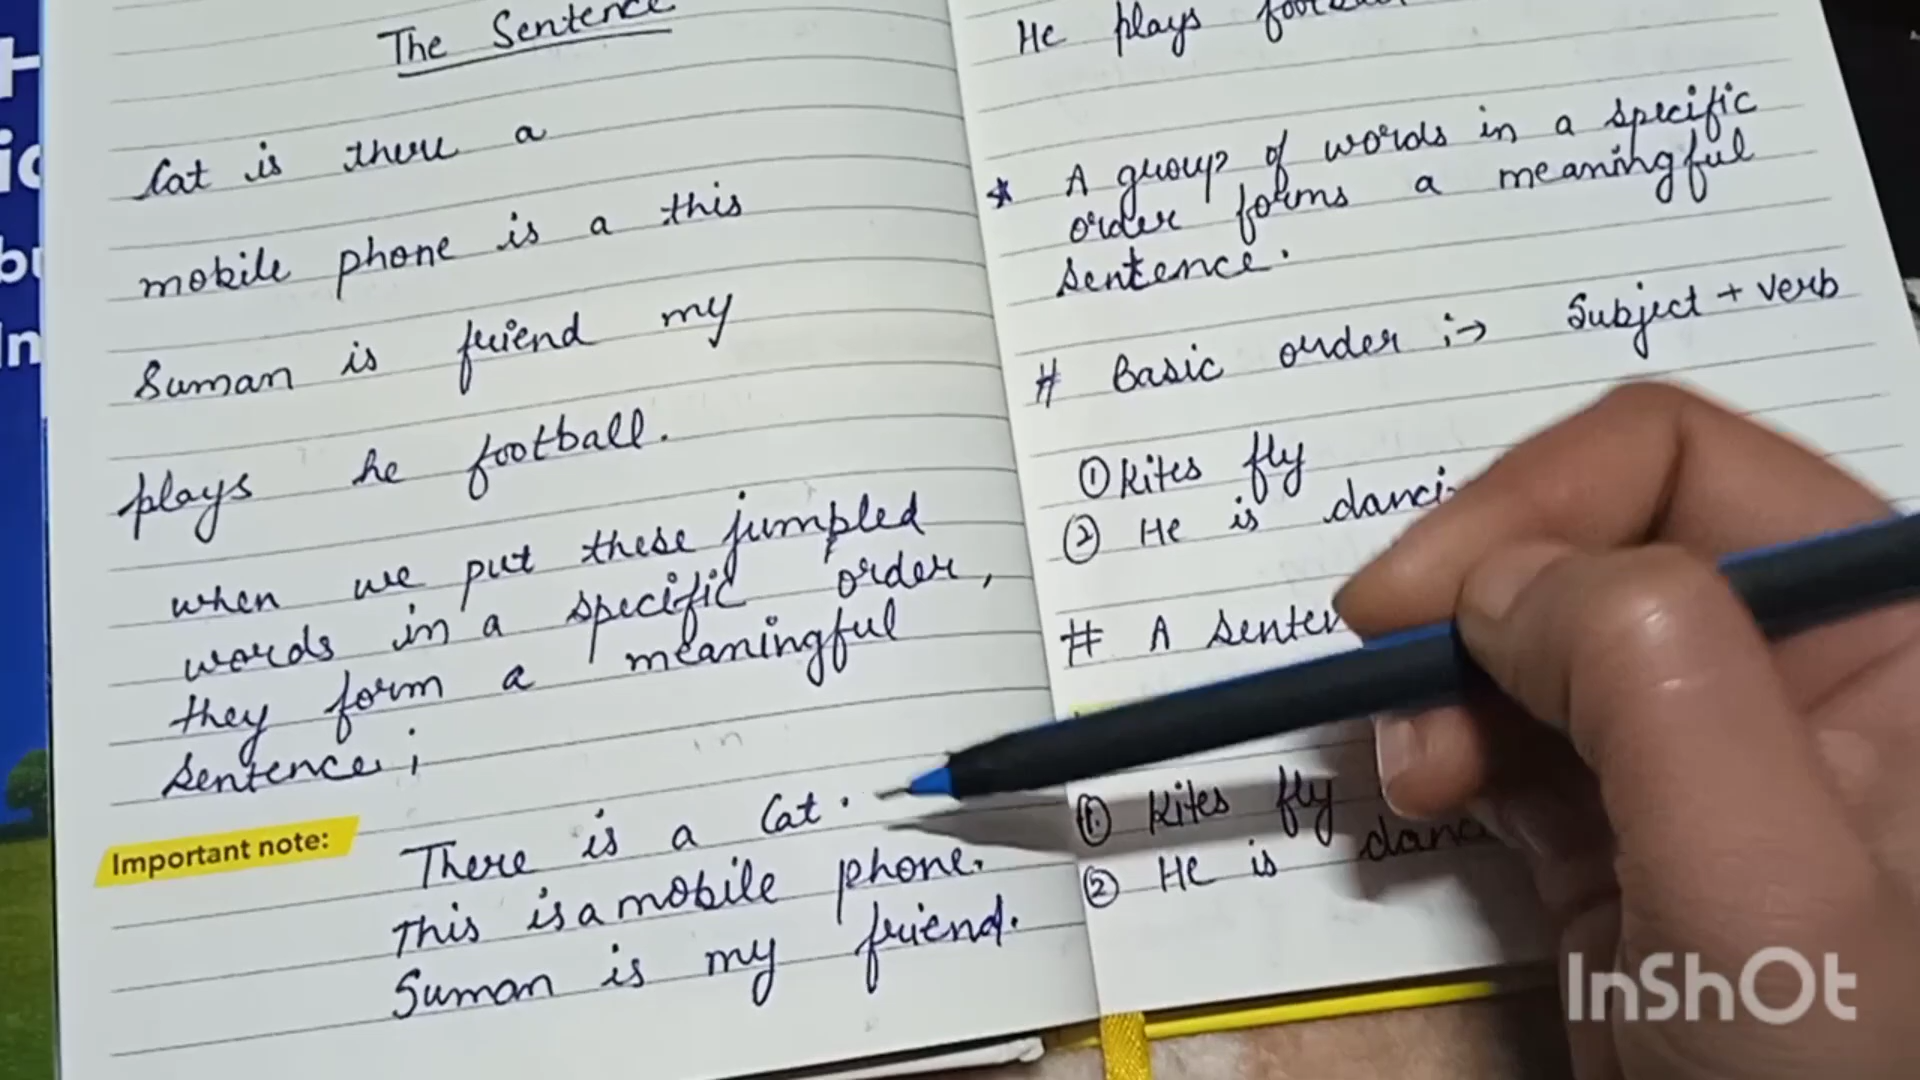 The Sentence
Cat is there a
mobile phone is a this
Suman is friend my
plays he football.
when we put these jumpled
words in a specific order,
they form a meaningful
sentence;
Important note:
There is a Cat.
This is a mobile phone.
Suman is my friend.
He plays
* A group of words in a specific
order forms a meaningful
sentence.
# Basic order :→ Subject + verb
① Kites fly
② He is
# A
① Kites fly
② He is
InShOt